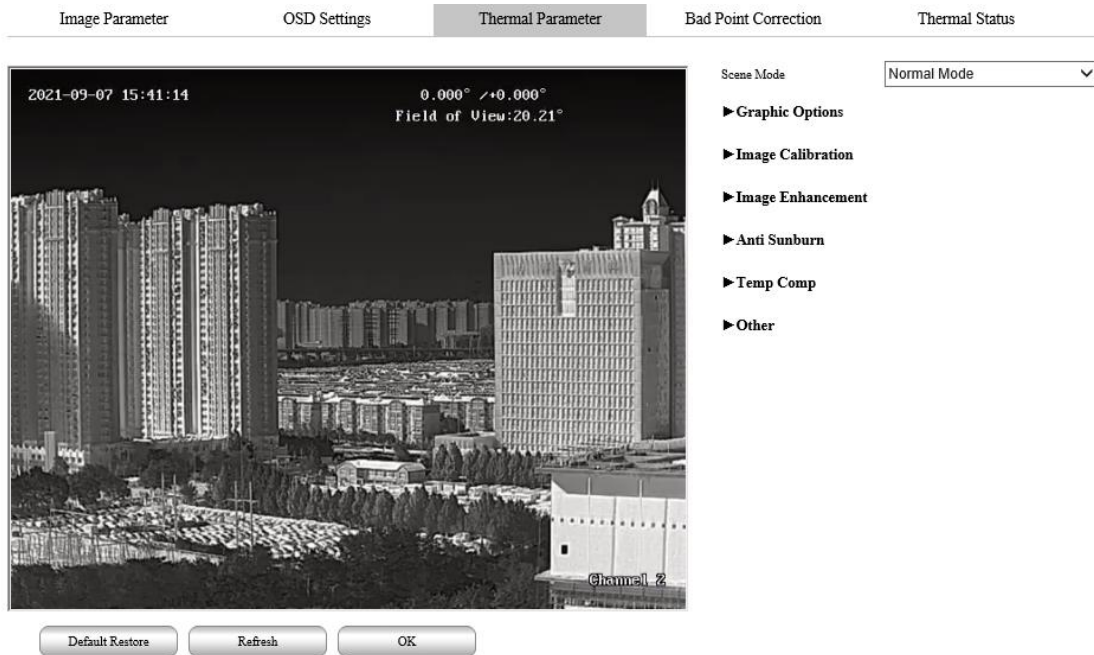 Image Parameter
OSD Settings
Thermal Parameter
Bad Point Correction
Thermal Status
2021-09-07 15:41:14
0.000° /+0.000°
Field of View:20.21°
Channel 2
Scene Mode
Normal Mode
►Graphic Options
►Image Calibration
►Image Enhancement
►Anti Sunburn
►Temp Comp
►Other
Default Restore
Refresh
OK